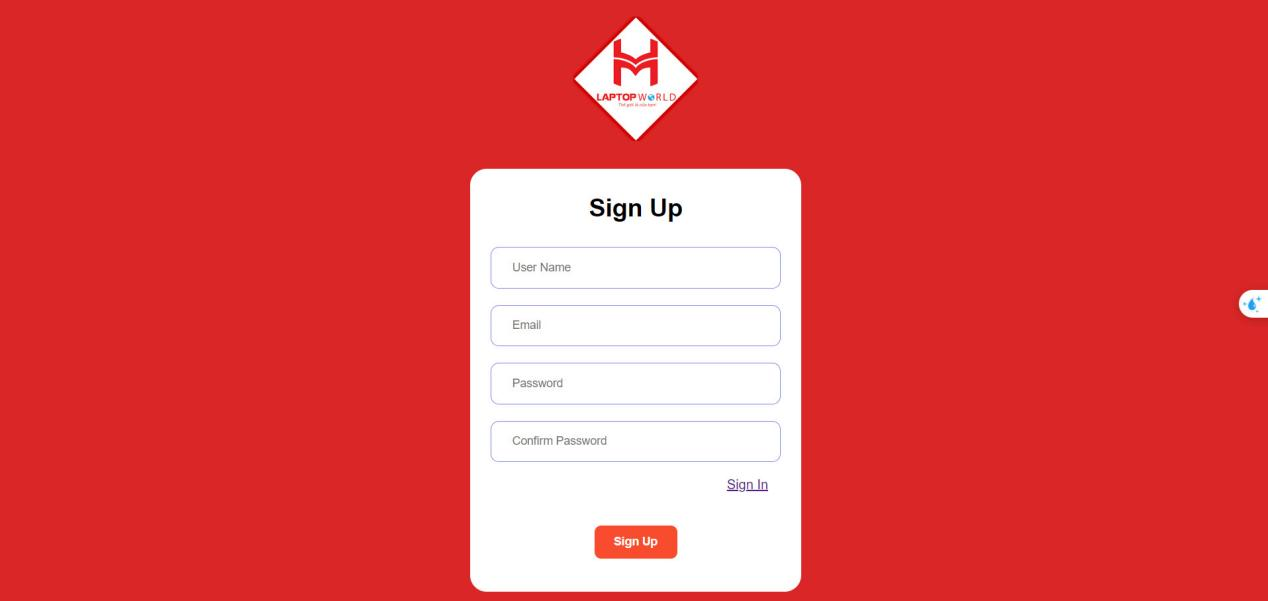 LAPTOP WORLD
Sign Up
User Name
Email
Password
Confirm Password
Sign In
Sign Up